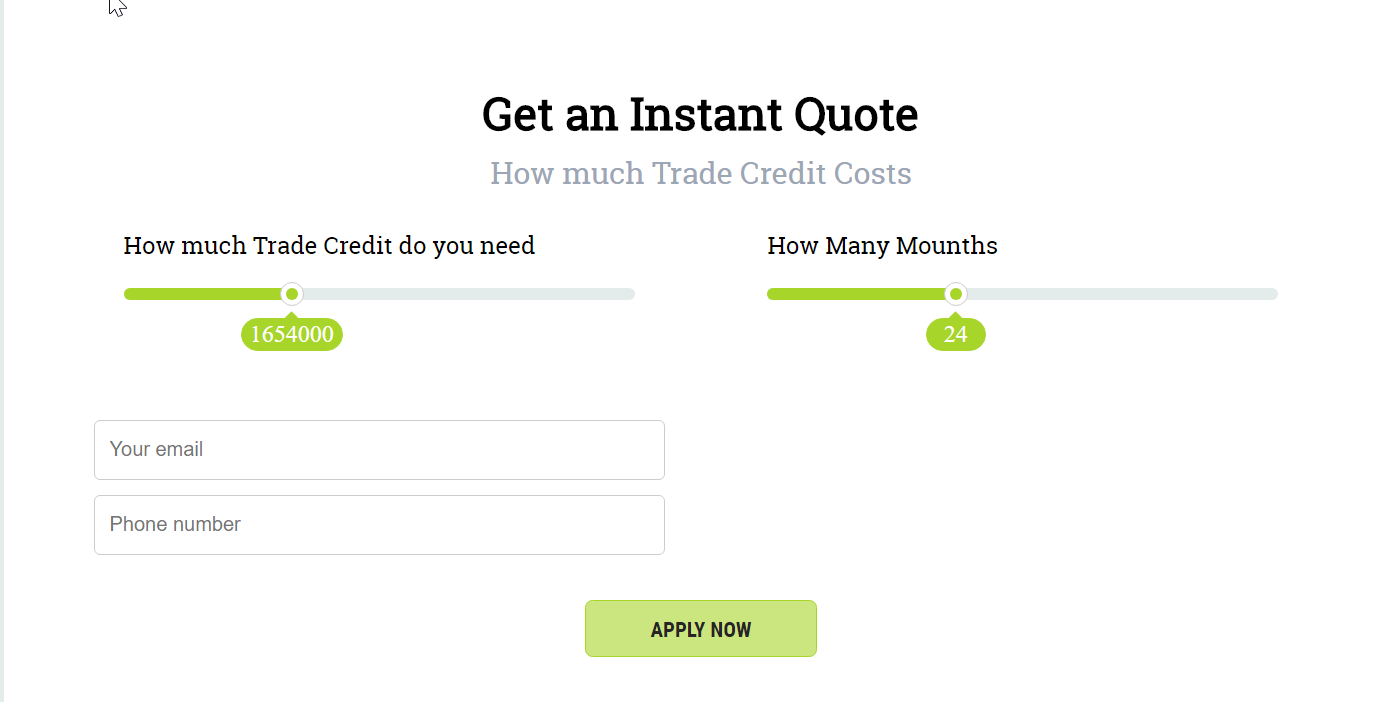 Get an Instant Quote
How much Trade Credit Costs
How much Trade Credit do you need
How Many Mounths
1654000
24
Your email
Phone number
APPLY NOW